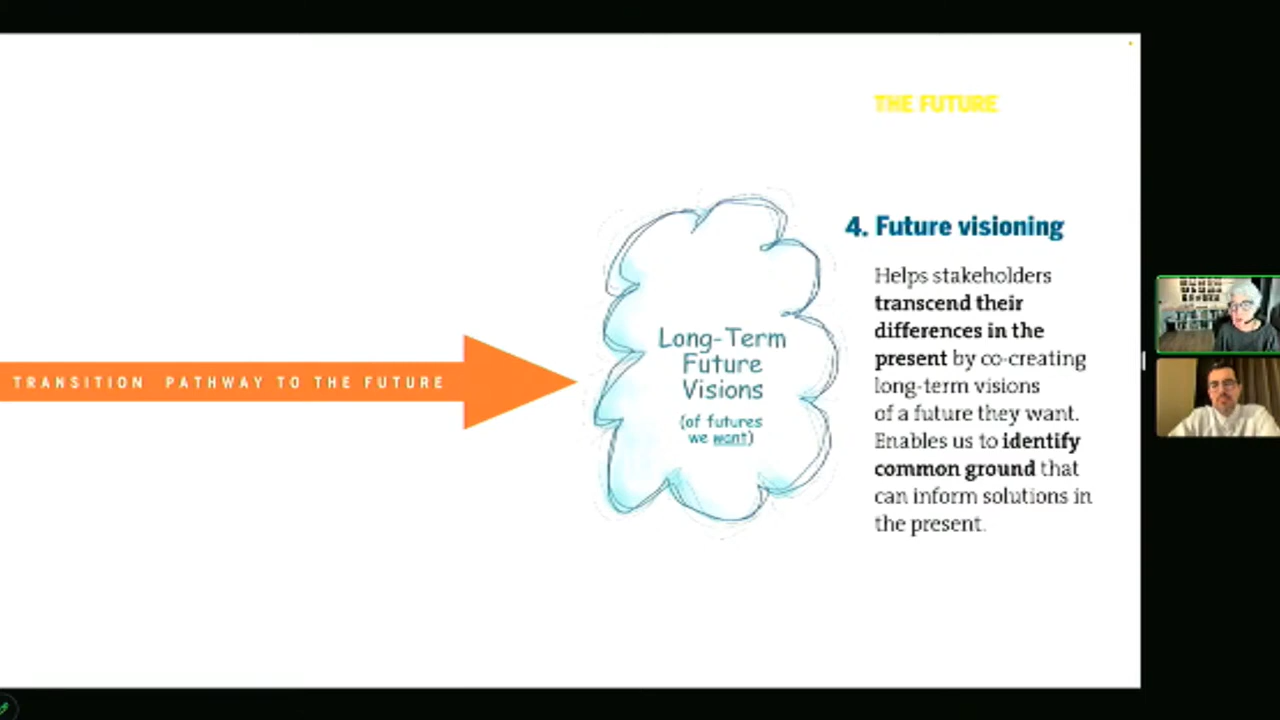 THE FUTURE
4. Future visioning
Helps stakeholders
transcend their
differences in the
present by co-creating
long-term visions
of a future they want.
Enables us to identify
common ground that
can inform solutions in
the present.
Long-Term
Future
Visions
(of futures
we want)
TRANSITION PATHWAY TO THE FUTURE